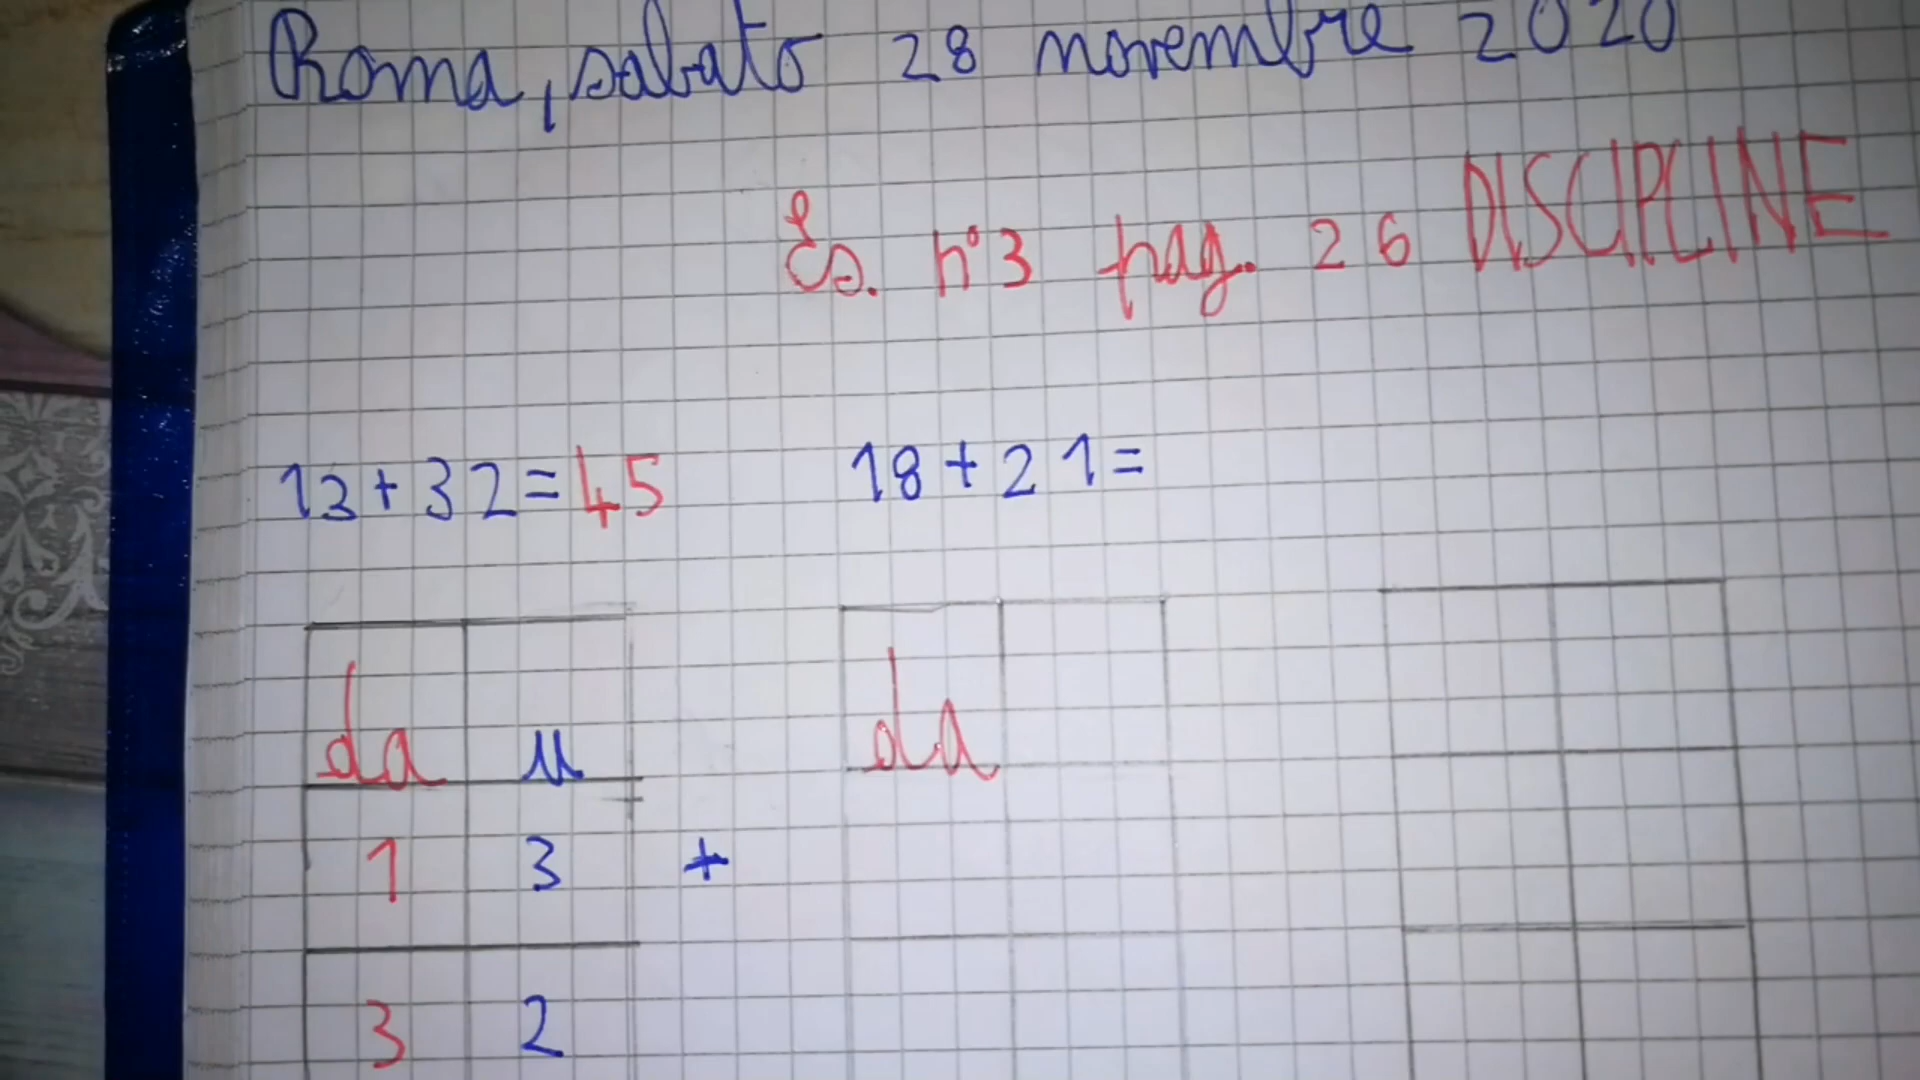 Roma, sabato 28 novembre 2020
Es. n°3 pag. 26 DISCIPLINE
13+32=45 18+21=
da u da
1 3 +
3 2